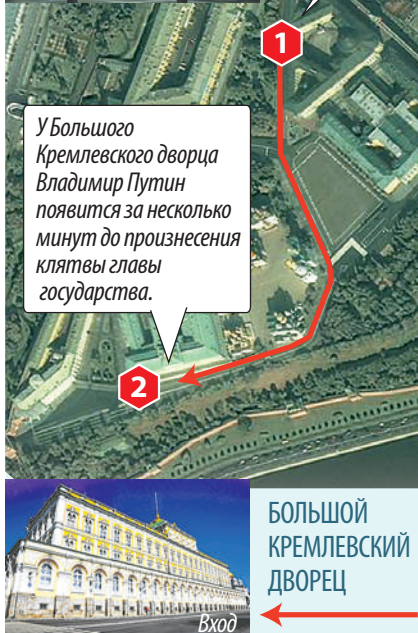 1
У Большого
Кремлевского дворца
Владимир Путин
появится за несколько
минут до произнесения
клятвы главы
государства.
2
БОЛЬШОЙ
КРЕМЛЕВСКИЙ
ДВОРЕЦ
Вход